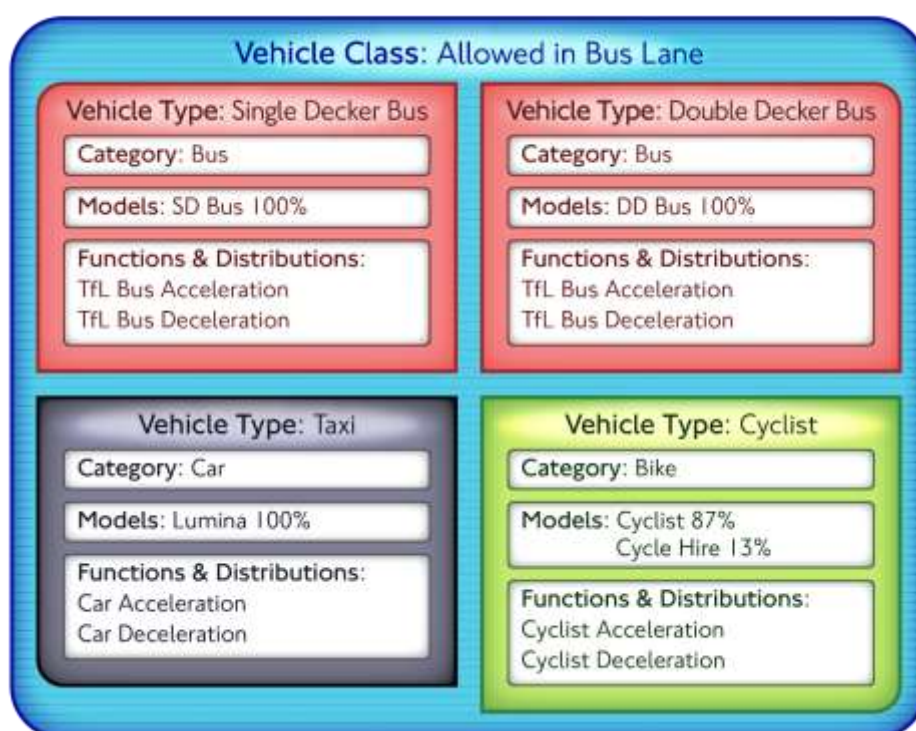 Vehicle Class: Allowed in Bus Lane
Vehicle Type: Single Decker Bus
Category: Bus
Models: SD Bus 100%
Functions & Distributions:
TfL Bus Acceleration
TfL Bus Deceleration
Vehicle Type: Double Decker Bus
Category: Bus
Models: DD Bus 100%
Functions & Distributions:
TfL Bus Acceleration
TfL Bus Deceleration
Vehicle Type: Taxi
Category: Car
Models: Lumina 100%
Functions & Distributions:
Car Acceleration
Car Deceleration
Vehicle Type: Cyclist
Category: Bike
Models: Cyclist 87%
Cycle Hire 13%
Functions & Distributions:
Cyclist Acceleration
Cyclist Deceleration